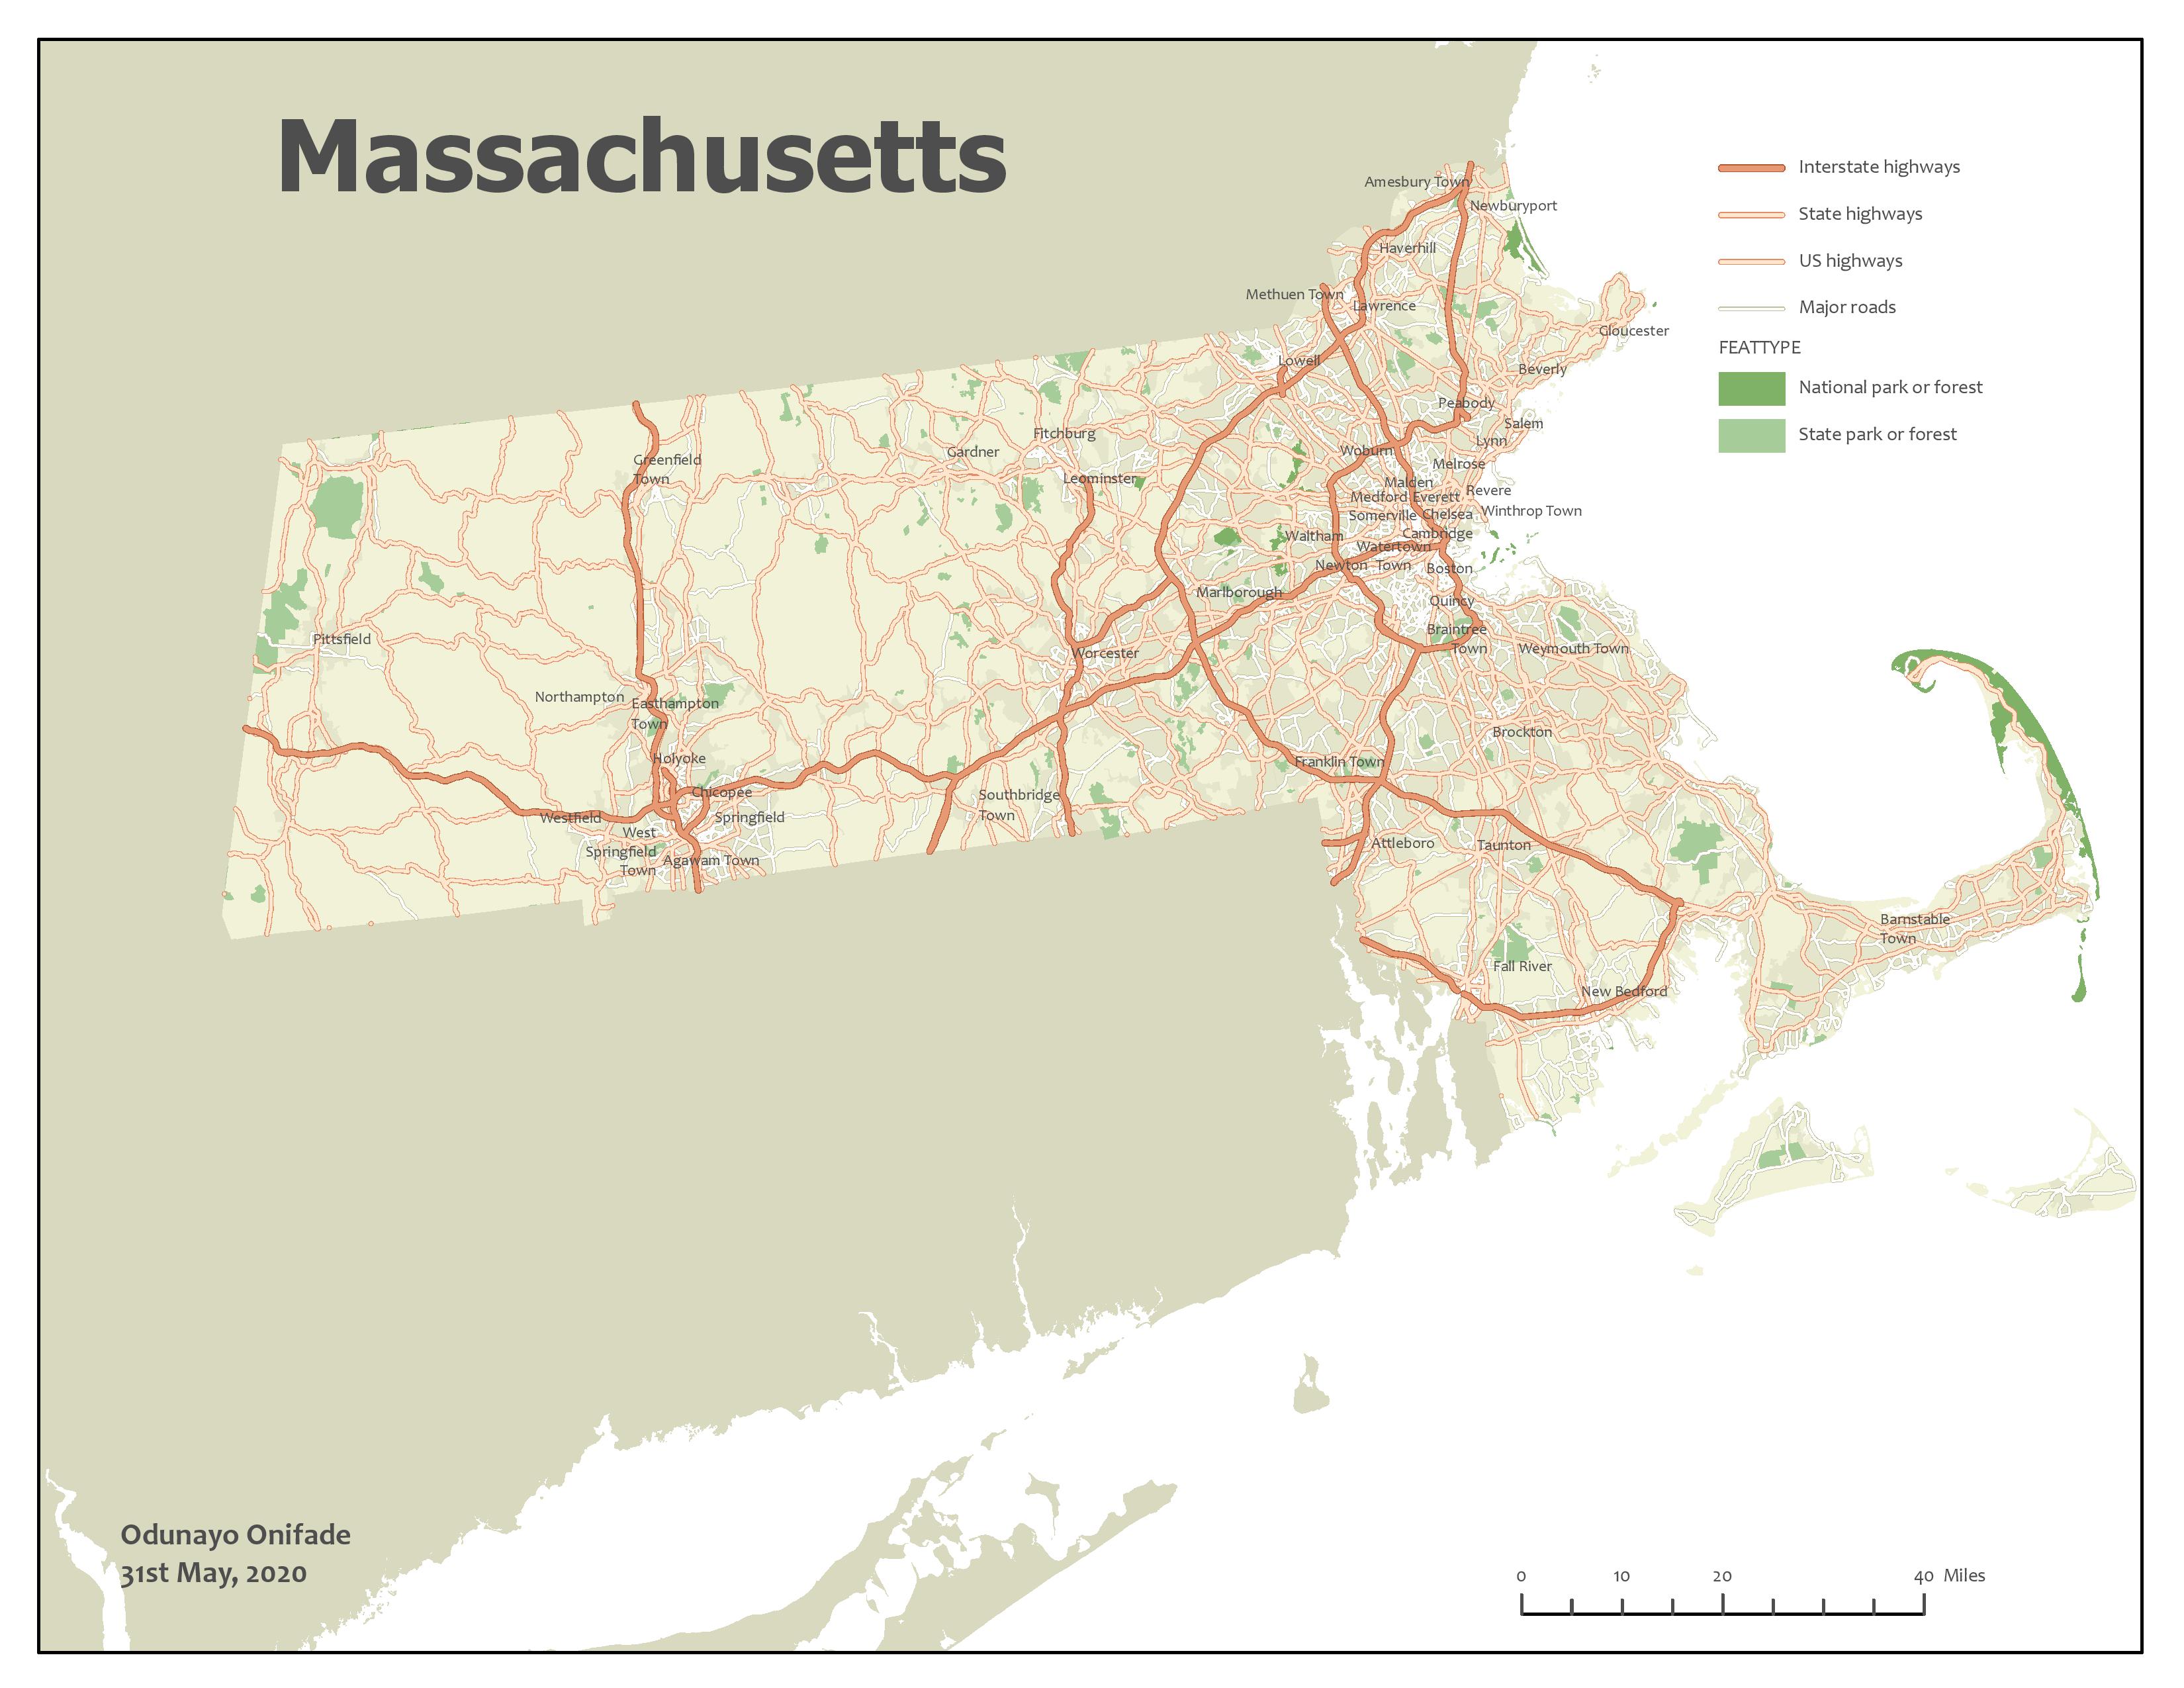 Massachusetts
Interstate highways
State highways
US highways
Major roads
FEATTYPE
National park or forest
State park or forest
Amesbury Town
Newburyport
Haverhill
Methuen Town
Lawrence
Gloucester
Lowell
Beverly
Peabody
Salem
Fitchburg
Lynn
Gardner
Woburn
Greenfield
Town
Melrose
Leominster
Malden
Revere
Medford
Everett
Winthrop Town
Somerville
Chelsea
Waltham
Cambridge
Watertown
Town
Newton
Boston
Marlborough
Quincy
Braintree
Town
Pittsfield
Weymouth Town
Worcester
Northampton
Easthampton
Town
Brockton
Holyoke
Franklin Town
Chicopee
Southbridge
Town
Westfield
Springfield
West
Springfield
Town
Agawam Town
Attleboro
Taunton
Barnstable
Town
Fall River
New Bedford
Odunayo Onifade
31st May, 2020
0 10 20 40 Miles